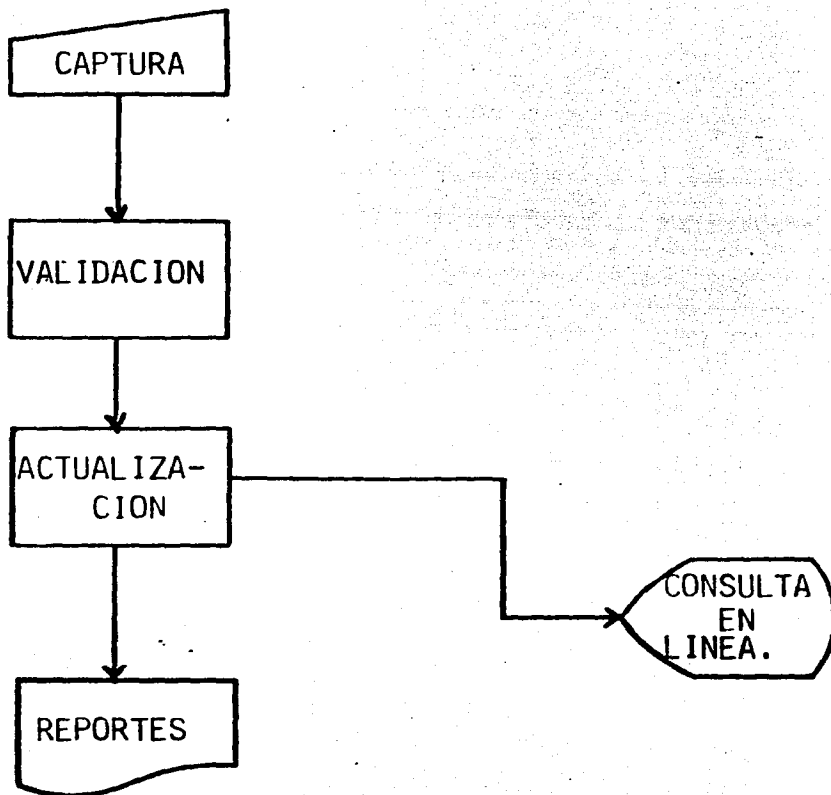 CAPTURA
VALIDACION
ACTUALIZA-
CION
CONSULTA
EN
LINEA.
REPORTES